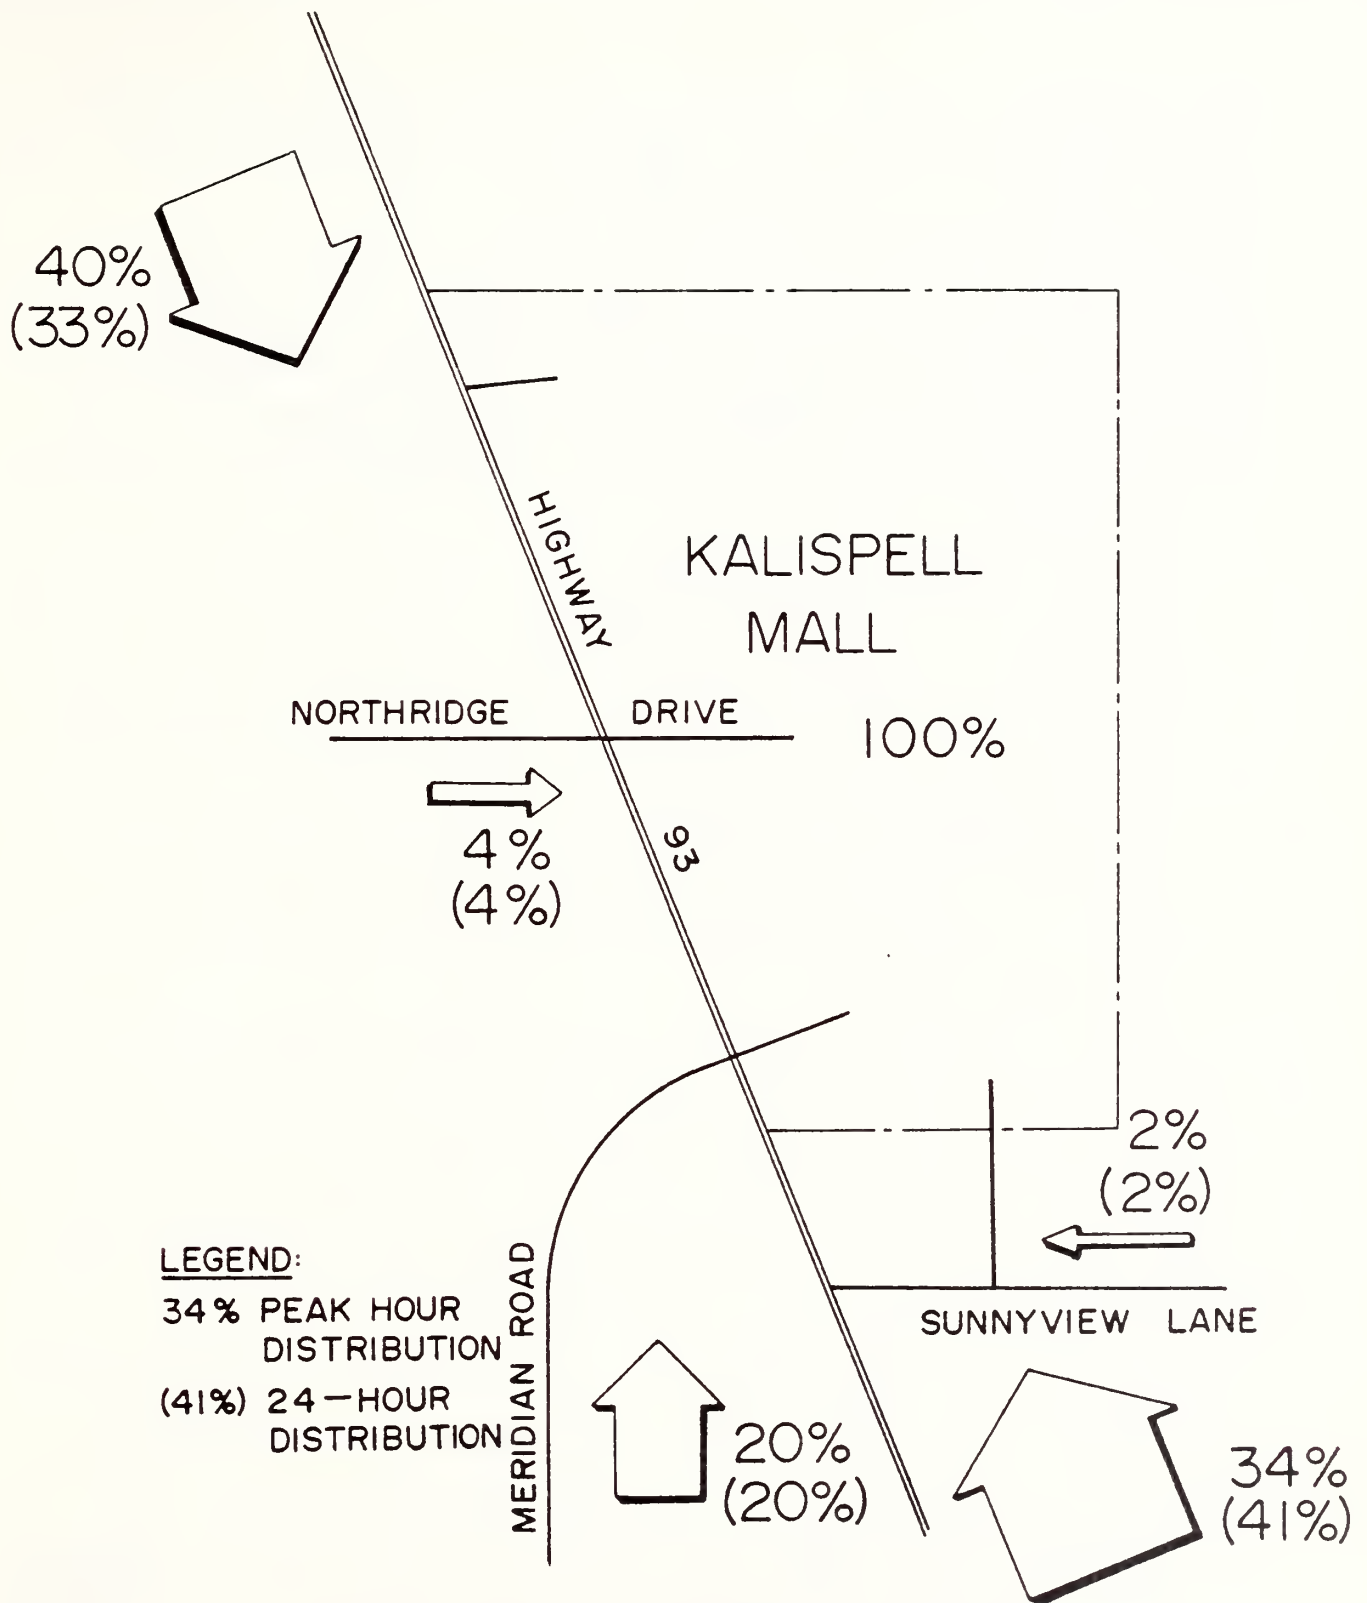 40%
(33%)
HIGHWAY
KALISPELL
MALL
NORTHRIDGE DRIVE
100%
4%
(4%)
93
2%
(2%)
SUNNYVIEW LANE
LEGEND:
34% PEAK HOUR
DISTRIBUTION
(41%) 24-HOUR
DISTRIBUTION
MERIDIAN ROAD
20%
(20%)
34%
(41%)